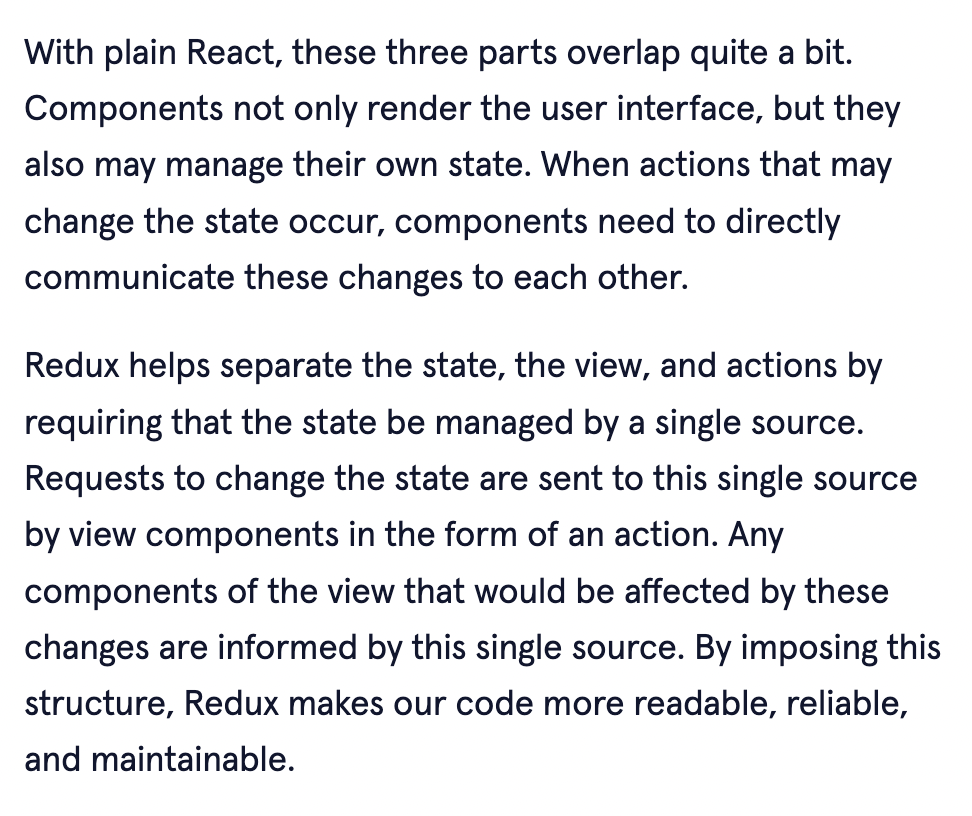 With plain React, these three parts overlap quite a bit.
Components not only render the user interface, but they
also may manage their own state. When actions that may
change the state occur, components need to directly
communicate these changes to each other.
Redux helps separate the state, the view, and actions by
requiring that the state be managed by a single source.
Requests to change the state are sent to this single source
by view components in the form of an action. Any
components of the view that would be affected by these
changes are informed by this single source. By imposing this
structure, Redux makes our code more readable, reliable,
and maintainable.